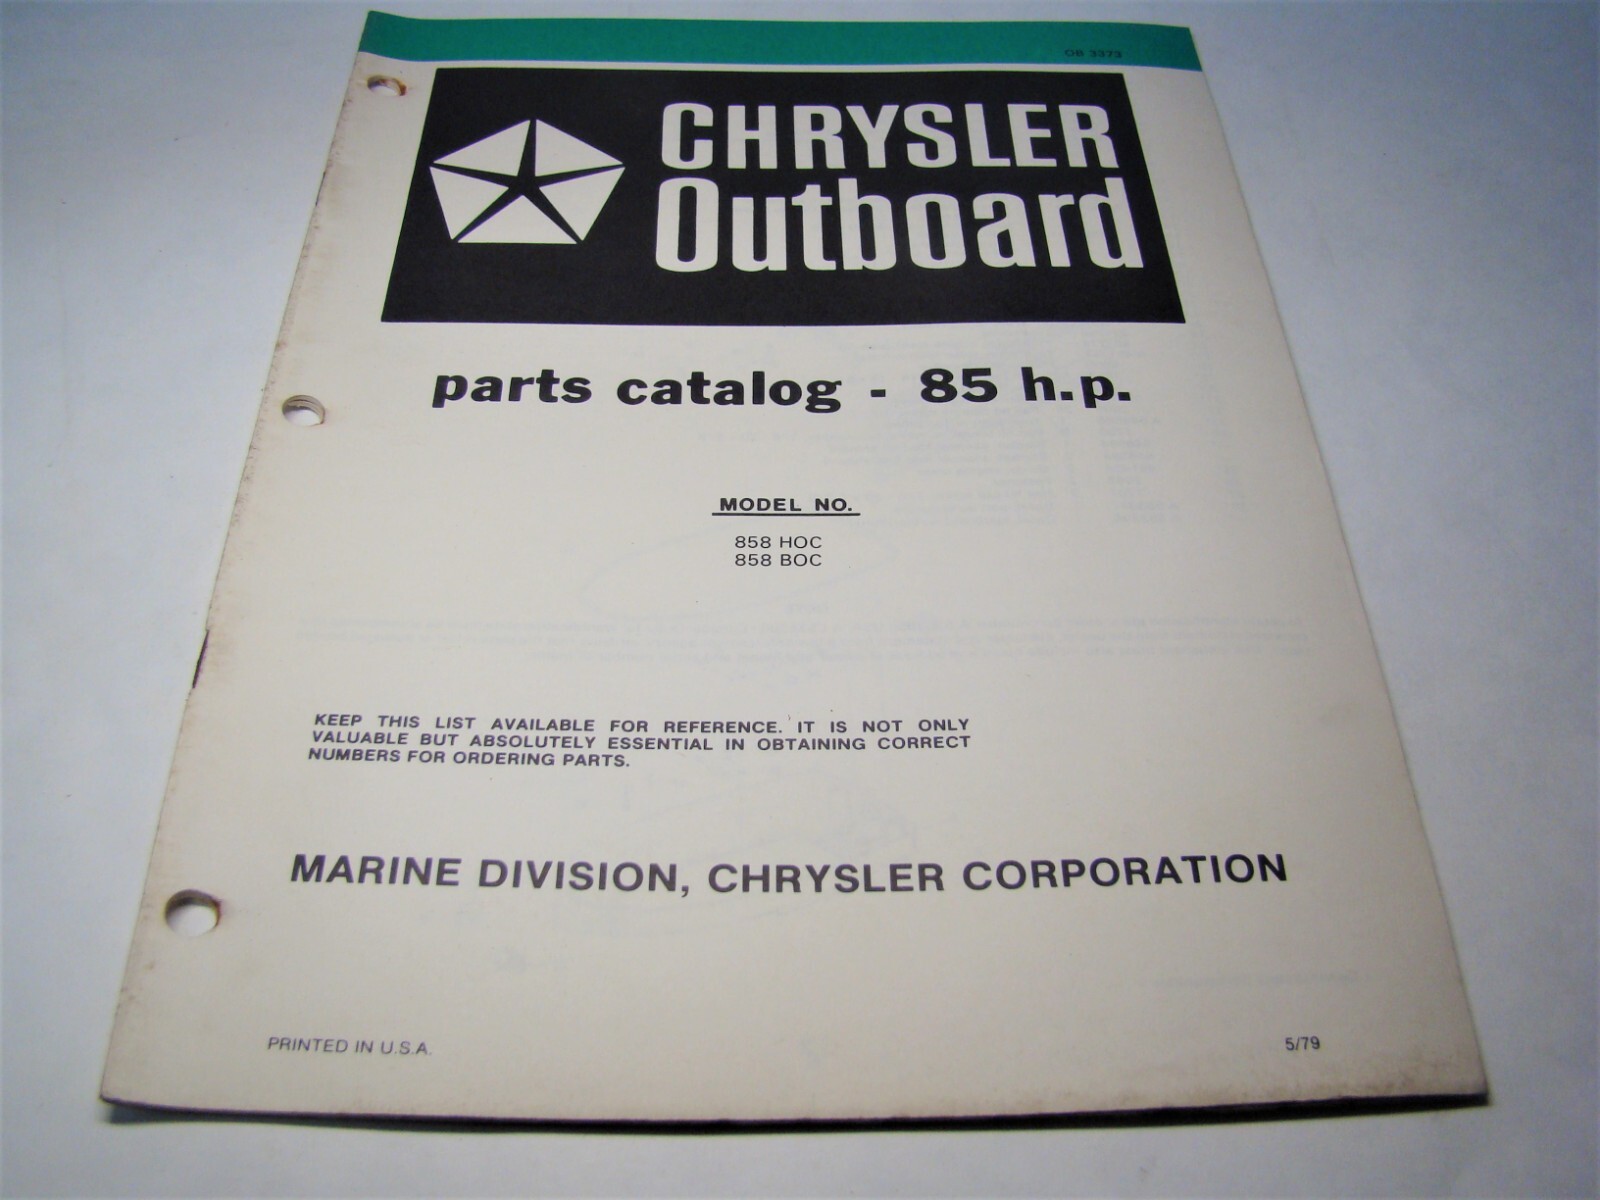 OB 3373
CHRYSLER
Outboard
parts catalog - 85 h.p.
MODEL NO.
858 HOC
858 BOC
KEEP THIS LIST AVAILABLE FOR REFERENCE. IT IS NOT ONLY
VALUABLE BUT ABSOLUTELY ESSENTIAL IN OBTAINING CORRECT
NUMBERS FOR ORDERING PARTS.
MARINE DIVISION, CHRYSLER CORPORATION
PRINTED IN U.S.A.
5/79